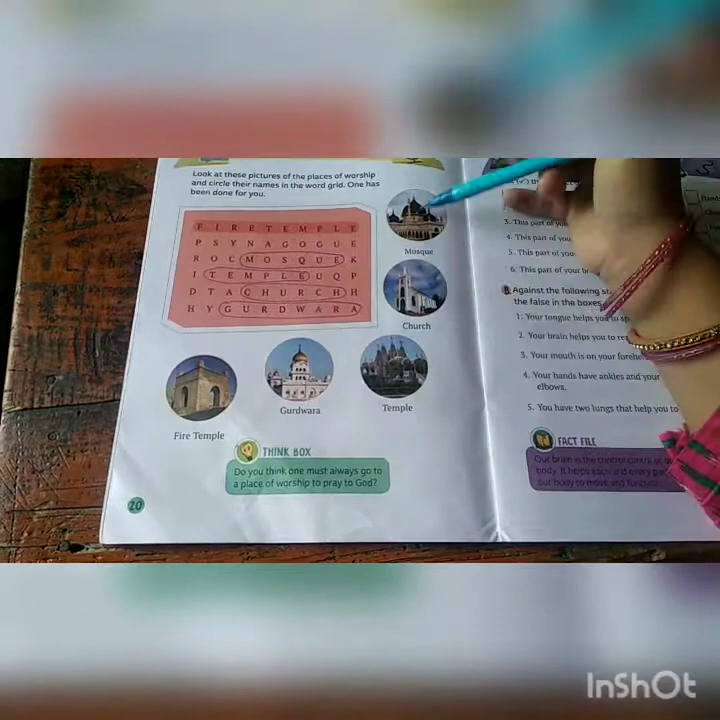 Look at these pictures of the places of worship
and circle their names in the word grid. One has
been done for you.
F I R E T E M P L E
P S Y N A G O G U E
R O C M O S Q U E K
I T E M P L E U Q P
D T A C H U R C H H
H Y G U R D W A R A
Mosque
Church
Fire Temple
Gurdwara
Temple
THINK BOX
Do you think one must always go to
a place of worship to pray to God?
20
3. This part of you
4. This part of you
5. This part of you
6. This part of your
B. Against the following
the false in the boxes.
1. Your tongue helps you to
2. Your brain helps you to
3. Your mouth is on your
4. Your hands have ankles and your
elbows.
5. You have two lungs that help you to
FACT FILE
Our brain is the control centre of
body. It helps each and every
our body to move and function.
InShOt